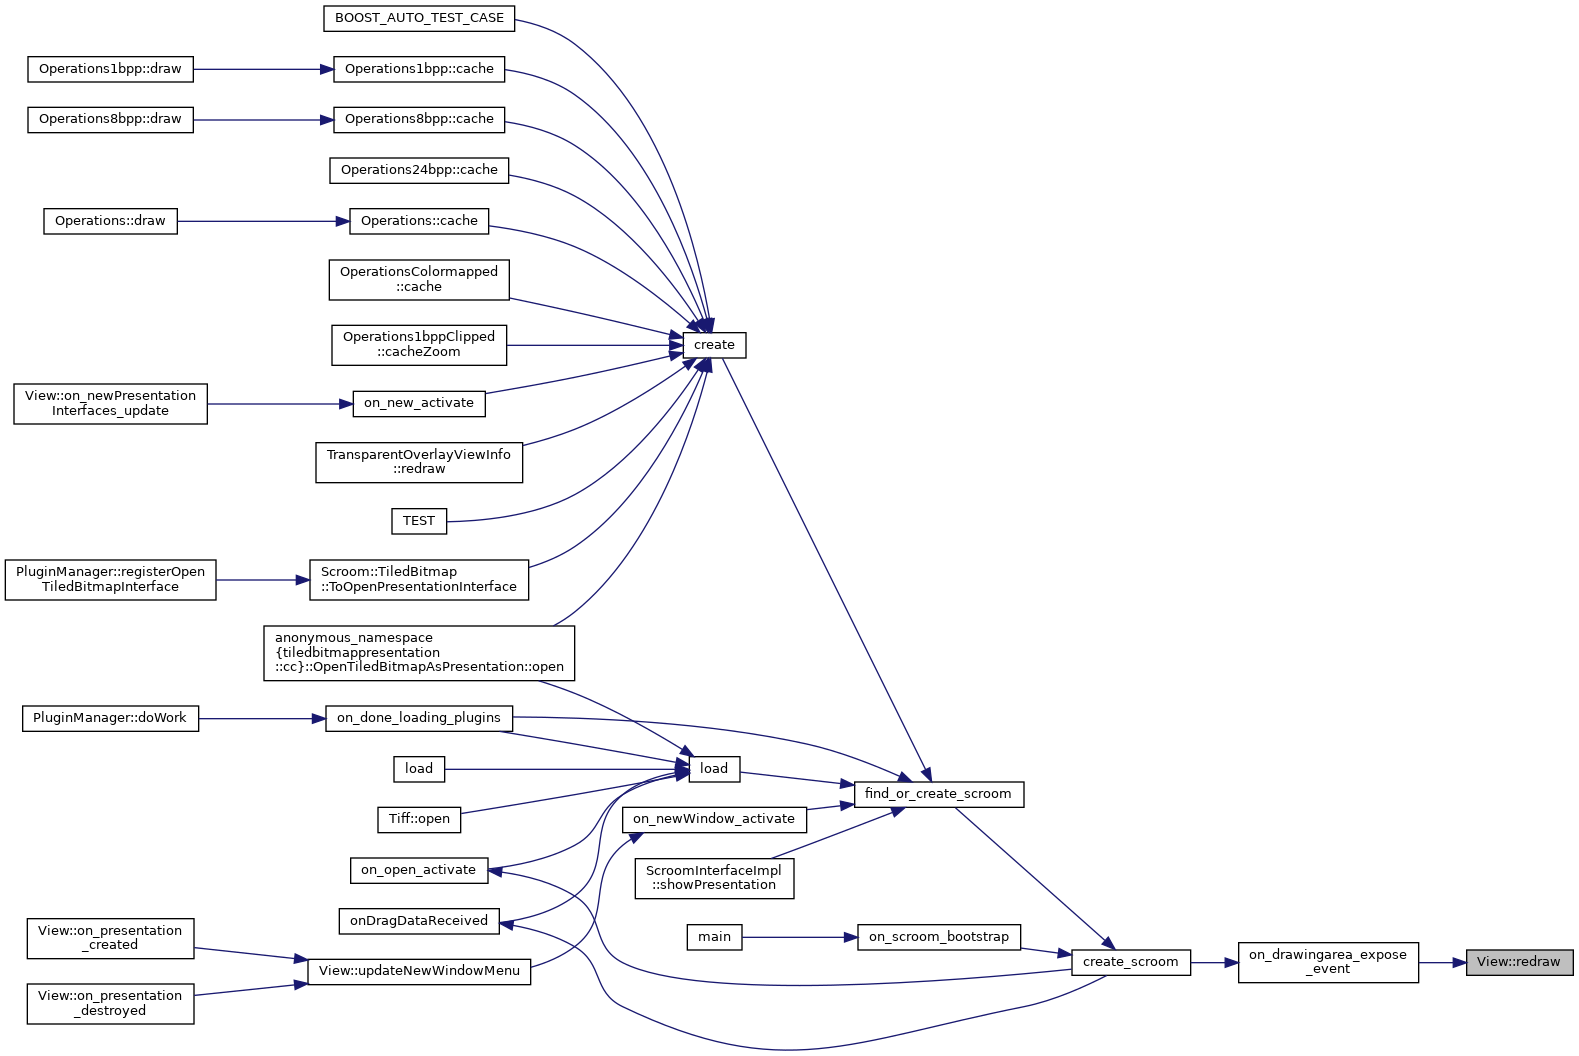 BOOST_AUTO_TEST_CASE
Operations1bpp::draw
Operations1bpp::cache
Operations8bpp::draw
Operations8bpp::cache
Operations24bpp::cache
Operations::draw
Operations::cache
OperationsColormapped
::cache
Operations1bppClipped
::cacheZoom
create
View::on_newPresentation
Interfaces_update
on_new_activate
TransparentOverlayViewInfo
::redraw
TEST
PluginManager::registerOpen
TiledBitmapInterface
Scroom::TiledBitmap
::ToOpenPresentationInterface
anonymous_namespace
{tiledbitmappresentation
::cc}::OpenTiledBitmapAsPresentation::open
PluginManager::doWork
on_done_loading_plugins
load
load
find_or_create_scroom
Tiff::open
on_newWindow_activate
on_open_activate
ScroomInterfaceImpl
::showPresentation
onDragDataReceived
View::on_presentation
_created
main
on_scroom_bootstrap
View::updateNewWindowMenu
create_scroom
on_drawingarea_expose
_event
View::redraw
View::on_presentation
_destroyed